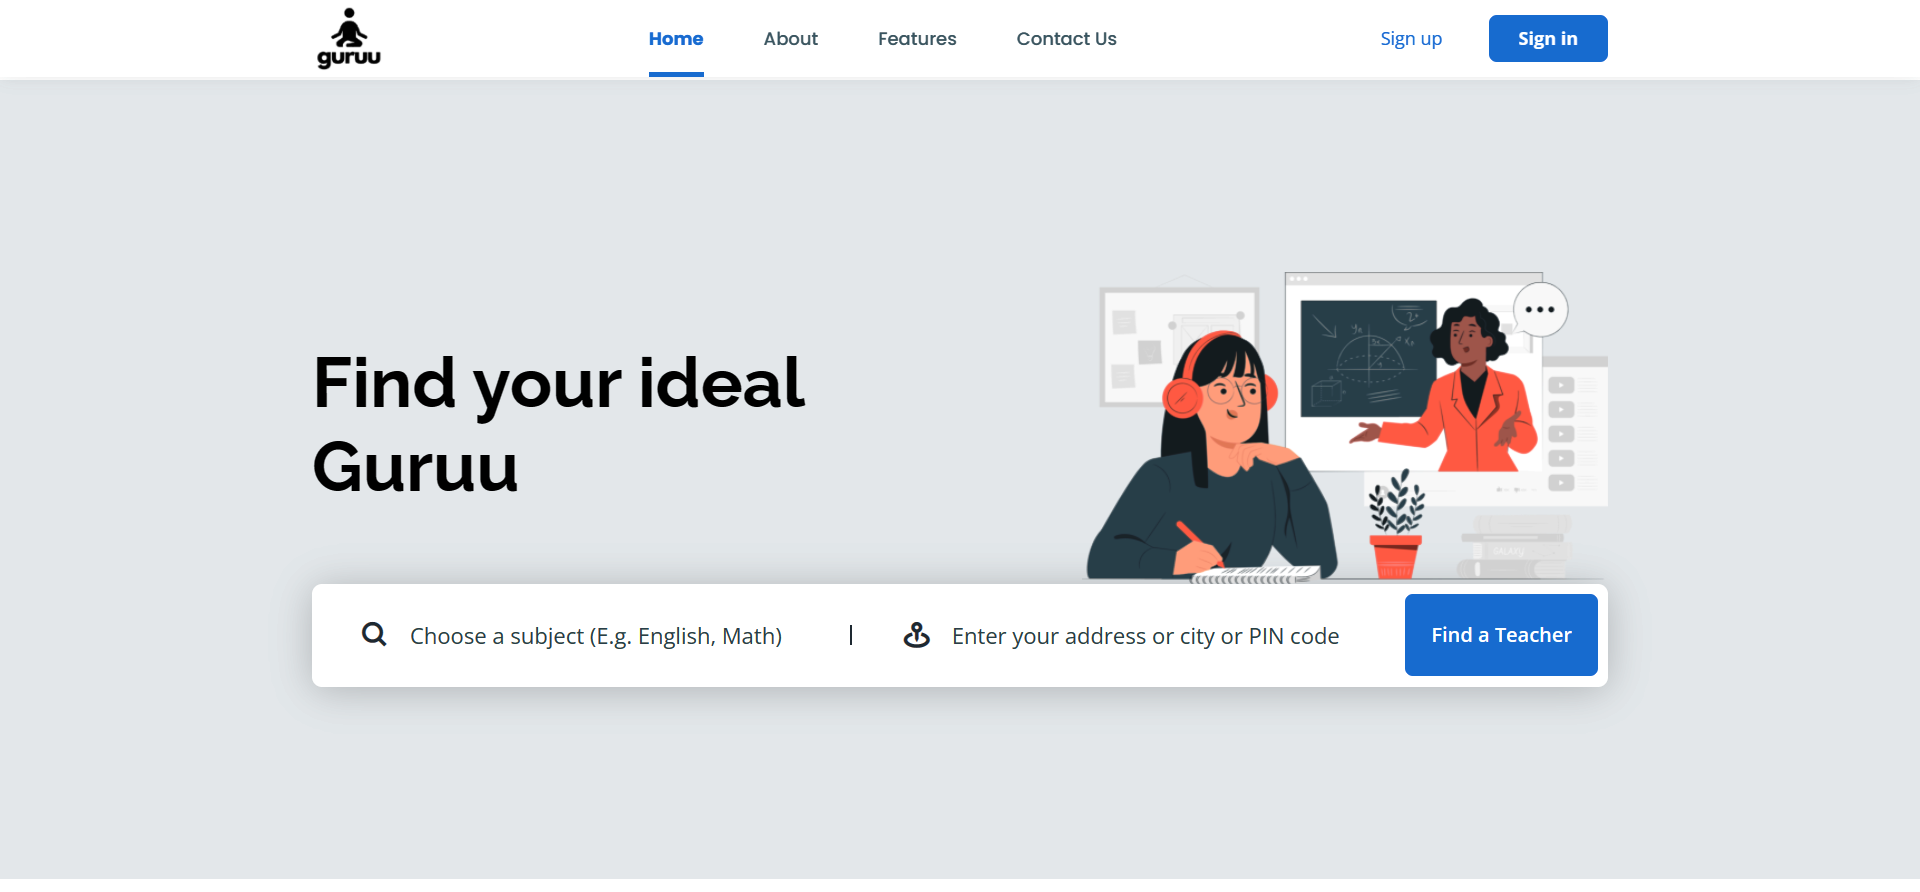 guruu
Home
About
Features
Contact Us
Sign up
Sign in
Find your ideal
Guruu
Choose a subject (E.g. English, Math)
Enter your address or city or PIN code
Find a Teacher